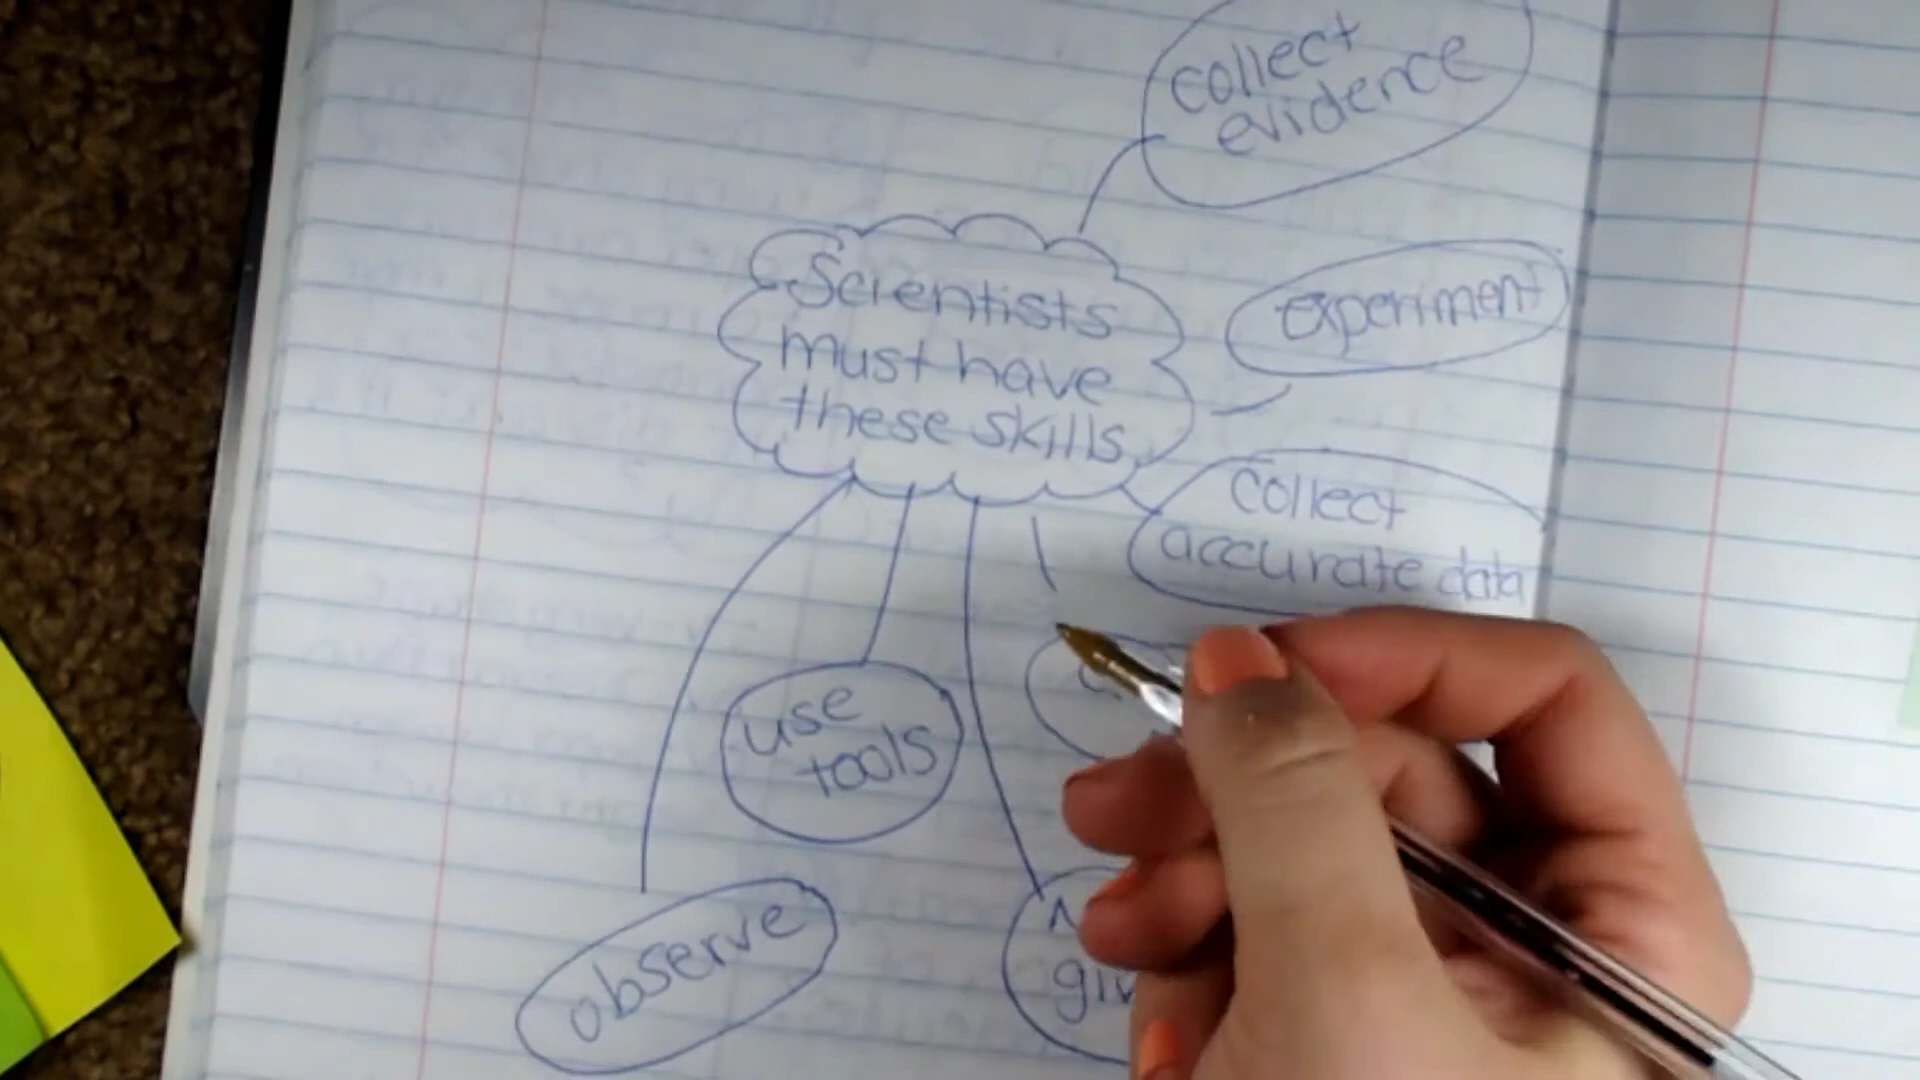 collect
evidence
Scientists
must have
these skills
experiment
collect
accurate data
use
tools
observe